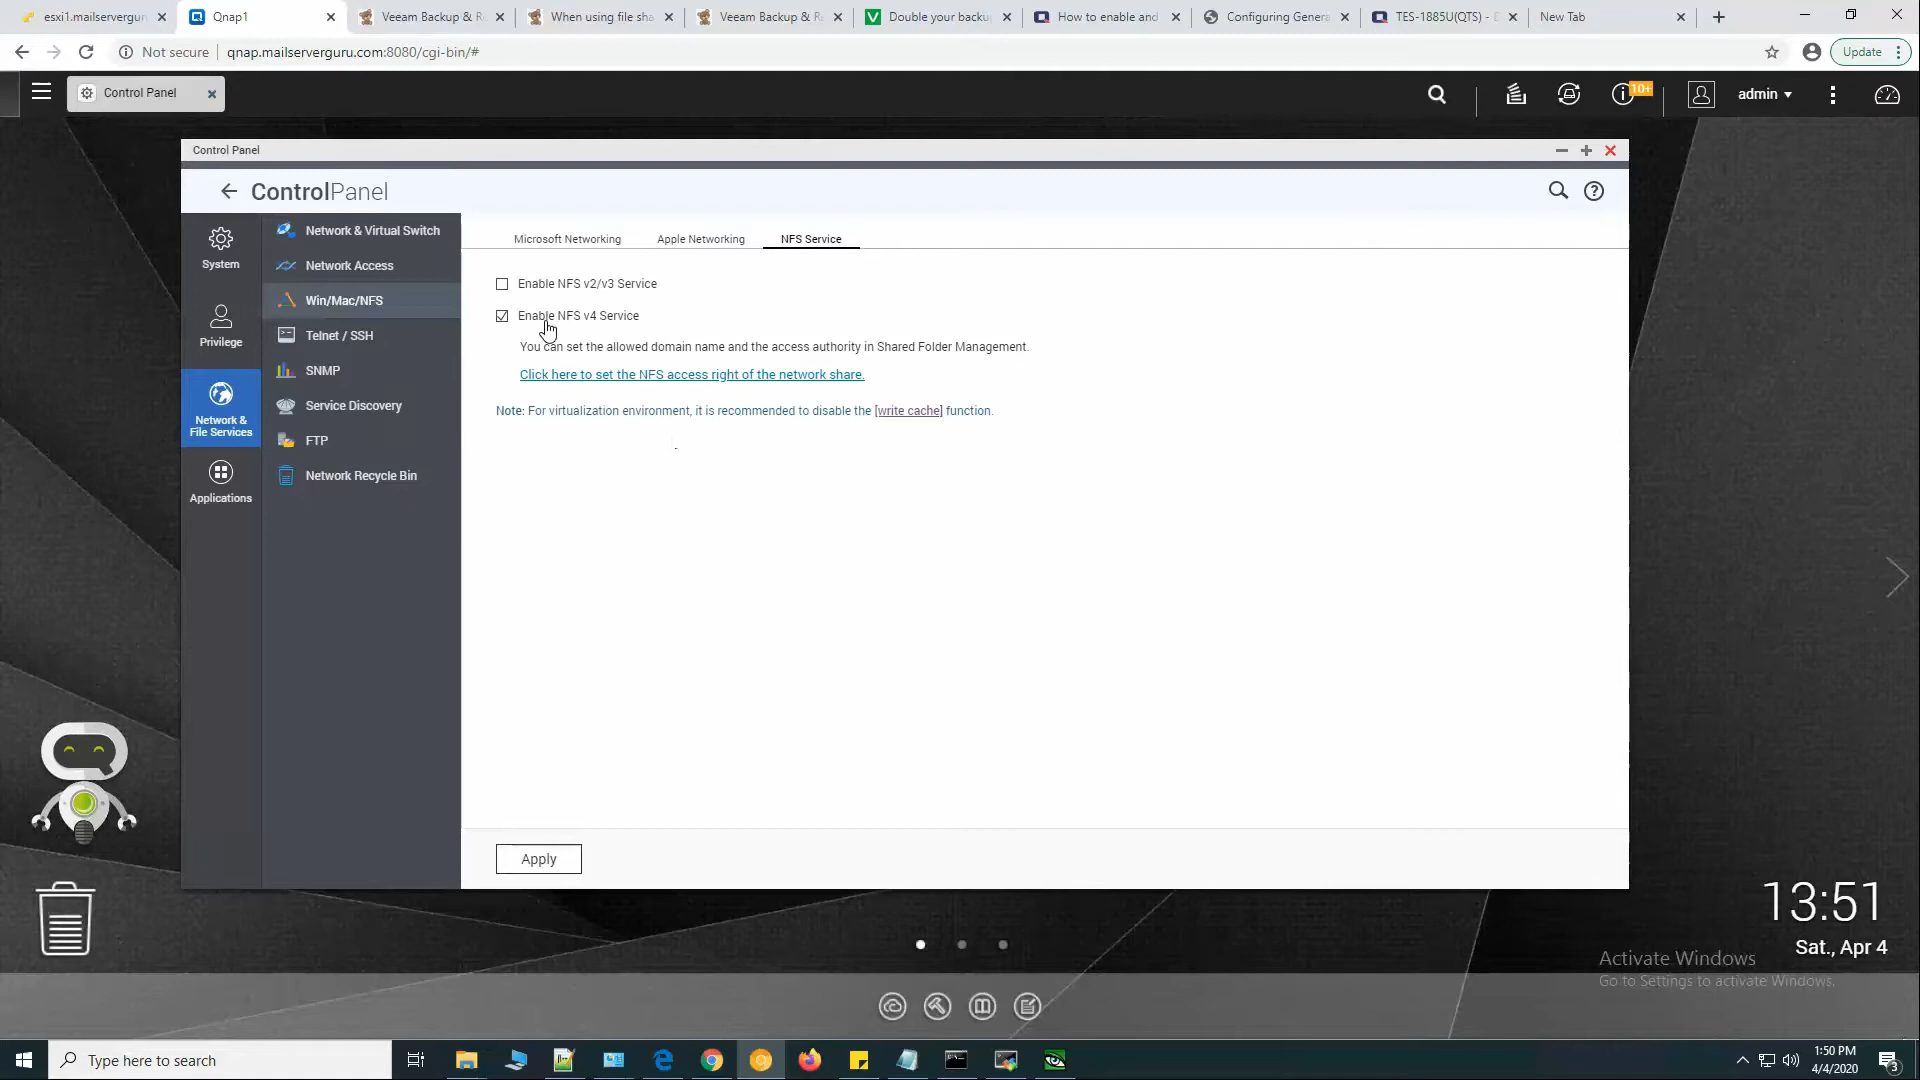 esxi1.mailserverguru
Qnap1
Veeam Backup & R
When using file sha
Veeam Backup & R
Double your backu
How to enable and
Configuring Genera
TES-1885U(QTS) - E
New Tab
Not secure
qnap.mailserverguru.com:8080/cgi-bin/#
Update
Control Panel
10+
admin
Control Panel
ControlPanel
System
Privilege
Network &
File Services
Applications
Network & Virtual Switch
Network Access
Win/Mac/NFS
Telnet / SSH
SNMP
Service Discovery
FTP
Network Recycle Bin
Microsoft Networking
Apple Networking
NFS Service
Enable NFS v2/v3 Service
Enable NFS v4 Service
You can set the allowed domain name and the access authority in Shared Folder Management.
Click here to set the NFS access right of the network share.
Note: For virtualization environment, it is recommended to disable the [write cache] function.
Apply
13:51
Sat., Apr 4
Activate Windows
Go to Settings to activate Windows.
Type here to search
1:50 PM
4/4/2020
3